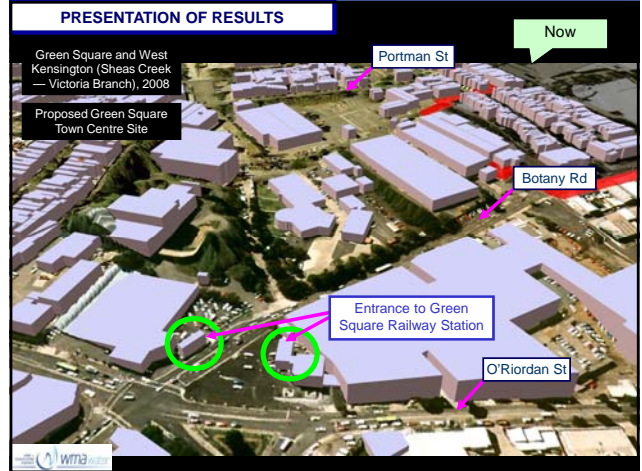 PRESENTATION OF RESULTS
Now
Green Square and West
Kensington (Sheas Creek
— Victoria Branch), 2008
Proposed Green Square
Town Centre Site
Portman St
Botany Rd
Entrance to Green
Square Railway Station
O'Riordan St
wma water